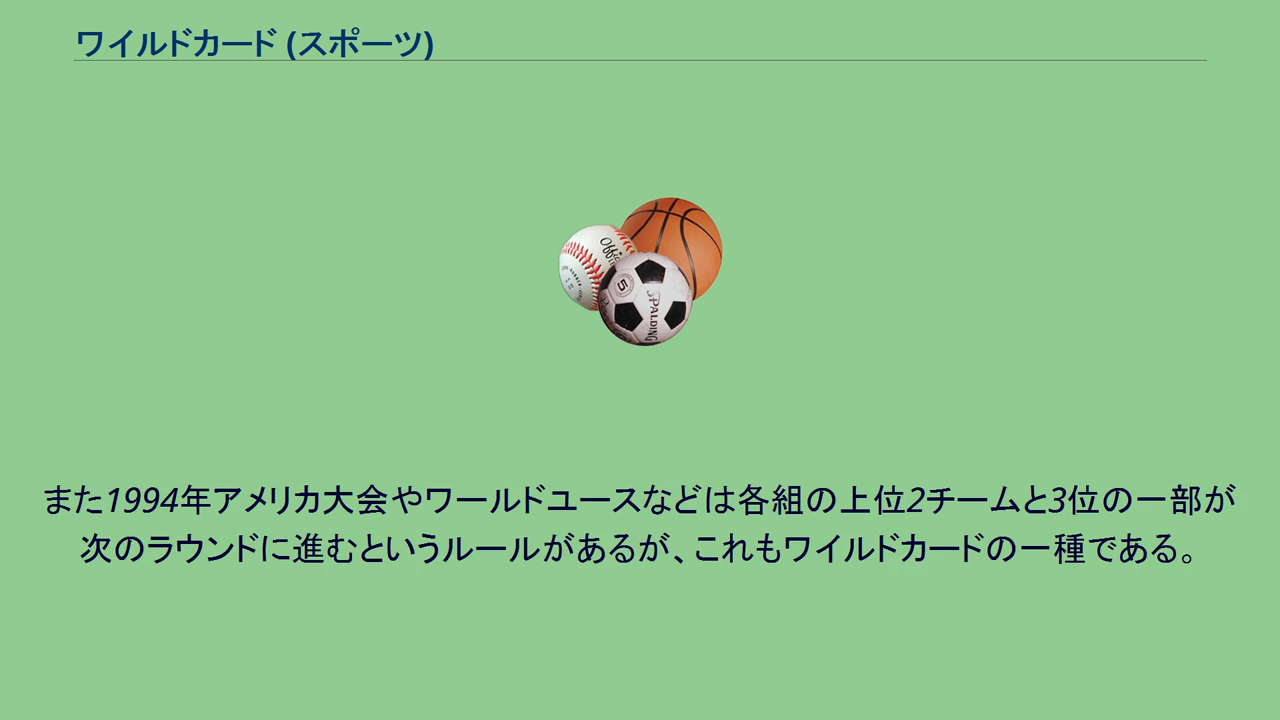 ワイルドカード (スポーツ)
Offici
5
SPALDING
また1994年アメリカ大会やワールドユースなどは各組の上位2チームと3位の一部が
次のラウンドに進むというルールがあるが、これもワイルドカードの一種である。